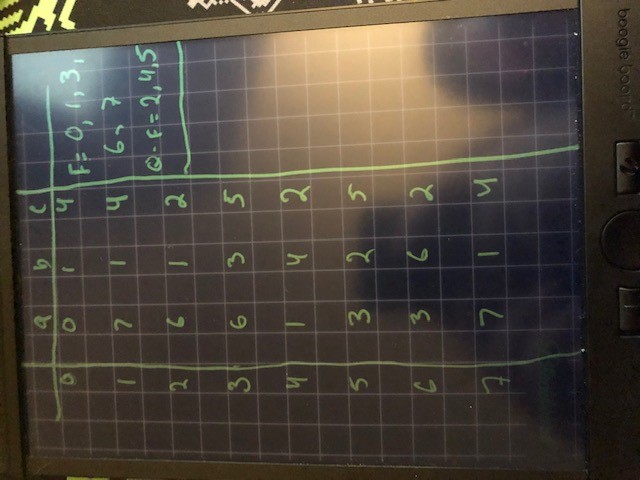 a b c
0 0 1 4 F= 0, 1, 3,
1 7 1 4 6, 7
2 6 1 2 Q-F=2,4,5
3 6 3 5
4 1 4 2
5 3 2 5
6 3 6 2
7 7 1 4
boogie board